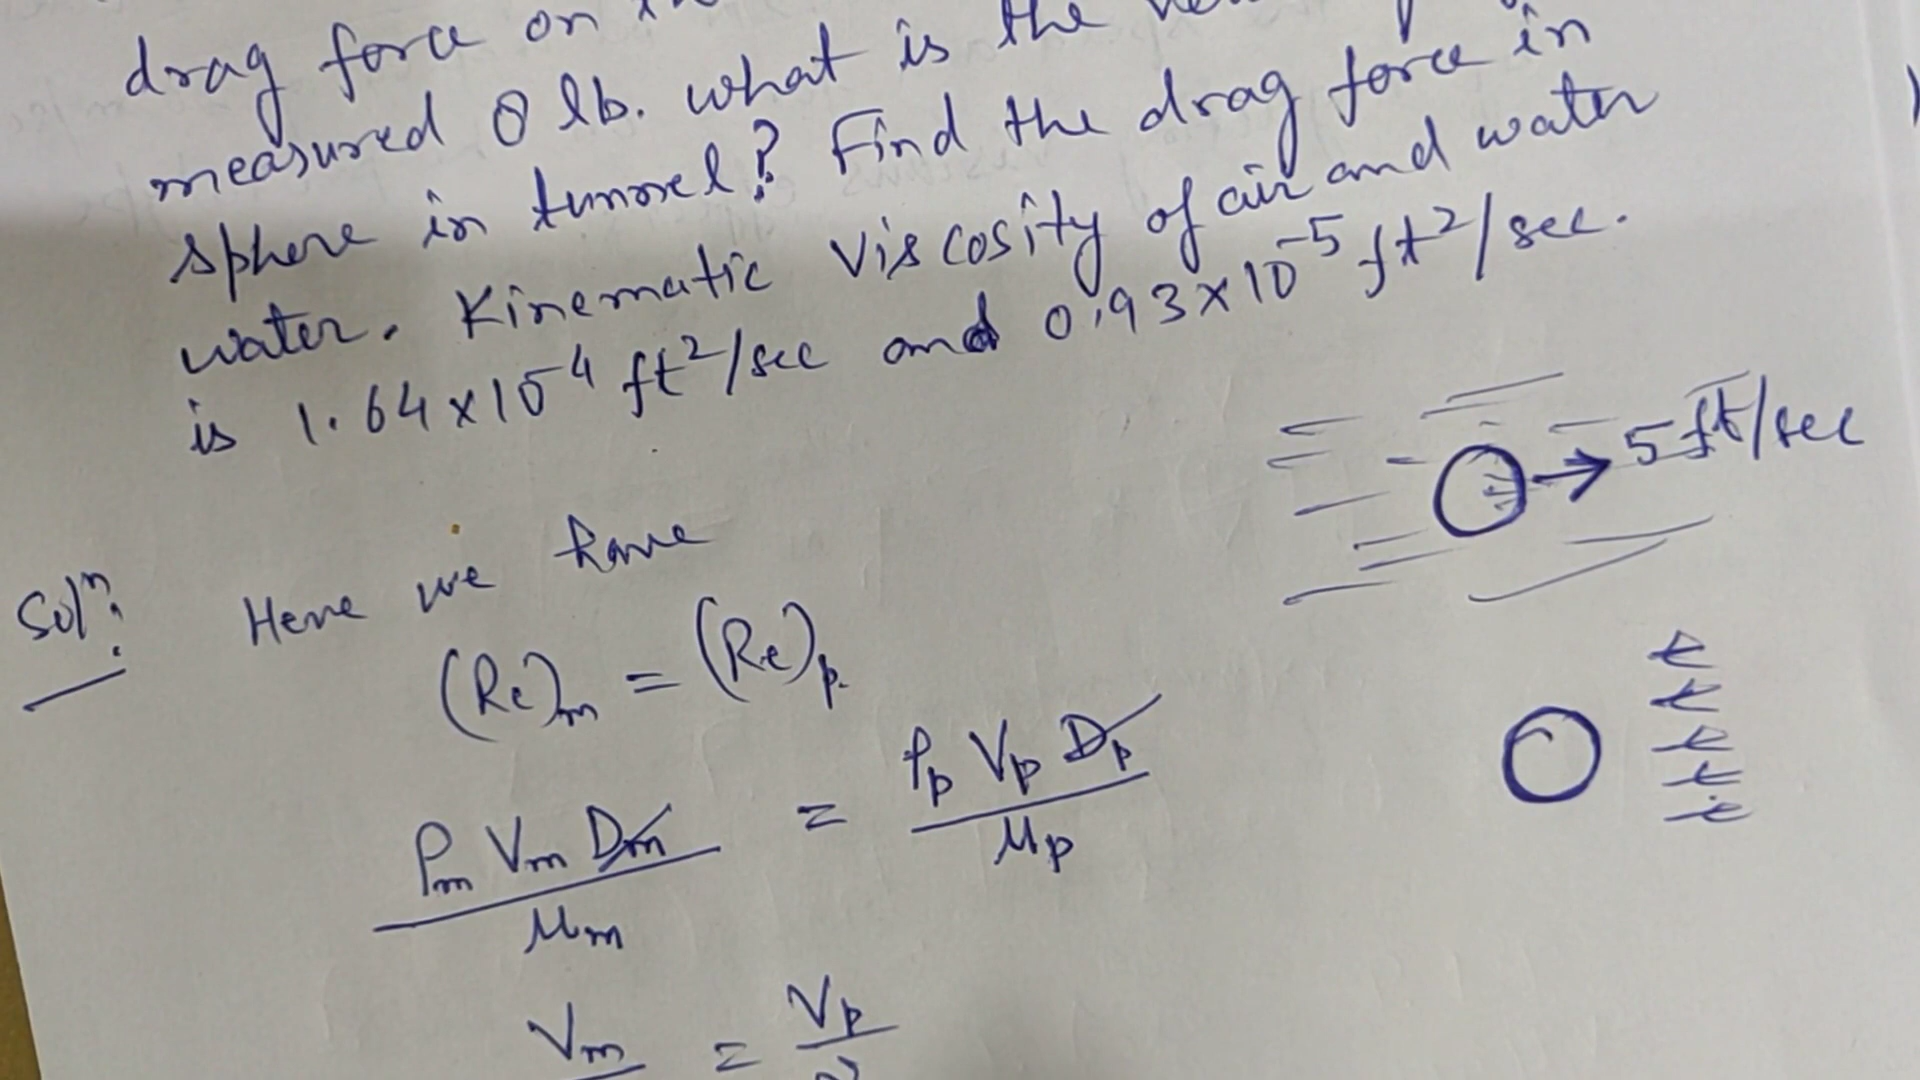 drag force on
measured 8 lb. what is the
sphere in tunnel? Find the drag force in
water. Kinematic viscosity of air and water
is 1.64×10⁻⁴ ft²/sec and 0.93×10⁻⁵ ft²/sec.
5 ft/sec
Solⁿ: Here we have
(Re)m = (Re)p.
ρm Vm Dm / μm = ρp Vp Dp / μp
Vm = Vp